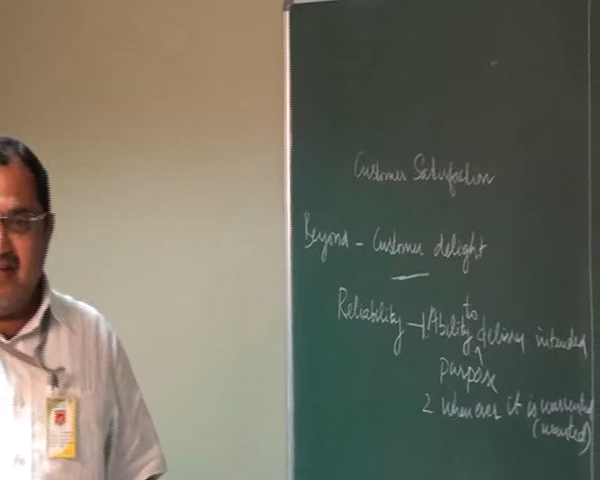 Customer Satisfaction
Beyond - Customer delight
Reliability → 1. Ability to deliver intended
purpose
2 whenever it is warranted
(wanted)